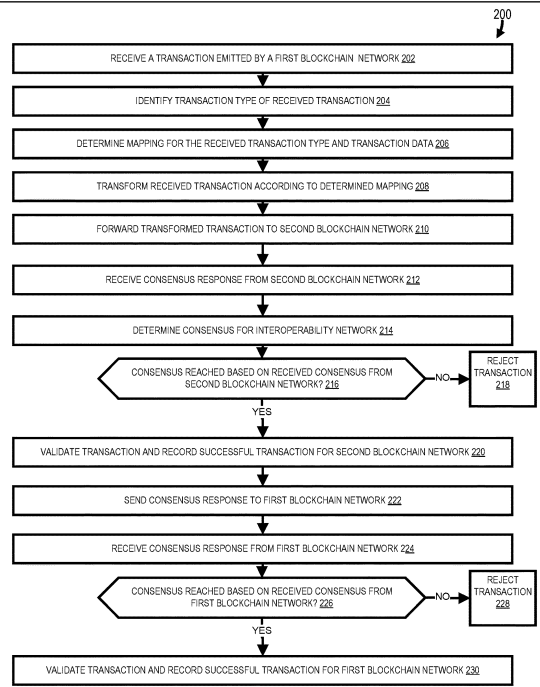 200
RECEIVE A TRANSACTION EMITTED BY A FIRST BLOCKCHAIN NETWORK 202
IDENTIFY TRANSACTION TYPE OF RECEIVED TRANSACTION 204
DETERMINE MAPPING FOR THE RECEIVED TRANSACTION TYPE AND TRANSACTION DATA 206
TRANSFORM RECEIVED TRANSACTION ACCORDING TO DETERMINED MAPPING 208
FORWARD TRANSFORMED TRANSACTION TO SECOND BLOCKCHAIN NETWORK 210
RECEIVE CONSENSUS RESPONSE FROM SECOND BLOCKCHAIN NETWORK 212
DETERMINE CONSENSUS FOR INTEROPERABILITY NETWORK 214
CONSENSUS REACHED BASED ON RECEIVED CONSENSUS FROM
SECOND BLOCKCHAIN NETWORK? 216
NO
REJECT
TRANSACTION
218
YES
VALIDATE TRANSACTION AND RECORD SUCCESSFUL TRANSACTION FOR SECOND BLOCKCHAIN NETWORK 220
SEND CONSENSUS RESPONSE TO FIRST BLOCKCHAIN NETWORK 222
RECEIVE CONSENSUS RESPONSE FROM FIRST BLOCKCHAIN NETWORK 224
CONSENSUS REACHED BASED ON RECEIVED CONSENSUS FROM
FIRST BLOCKCHAIN NETWORK? 226
NO
REJECT
TRANSACTION
228
YES
VALIDATE TRANSACTION AND RECORD SUCCESSFUL TRANSACTION FOR FIRST BLOCKCHAIN NETWORK 230